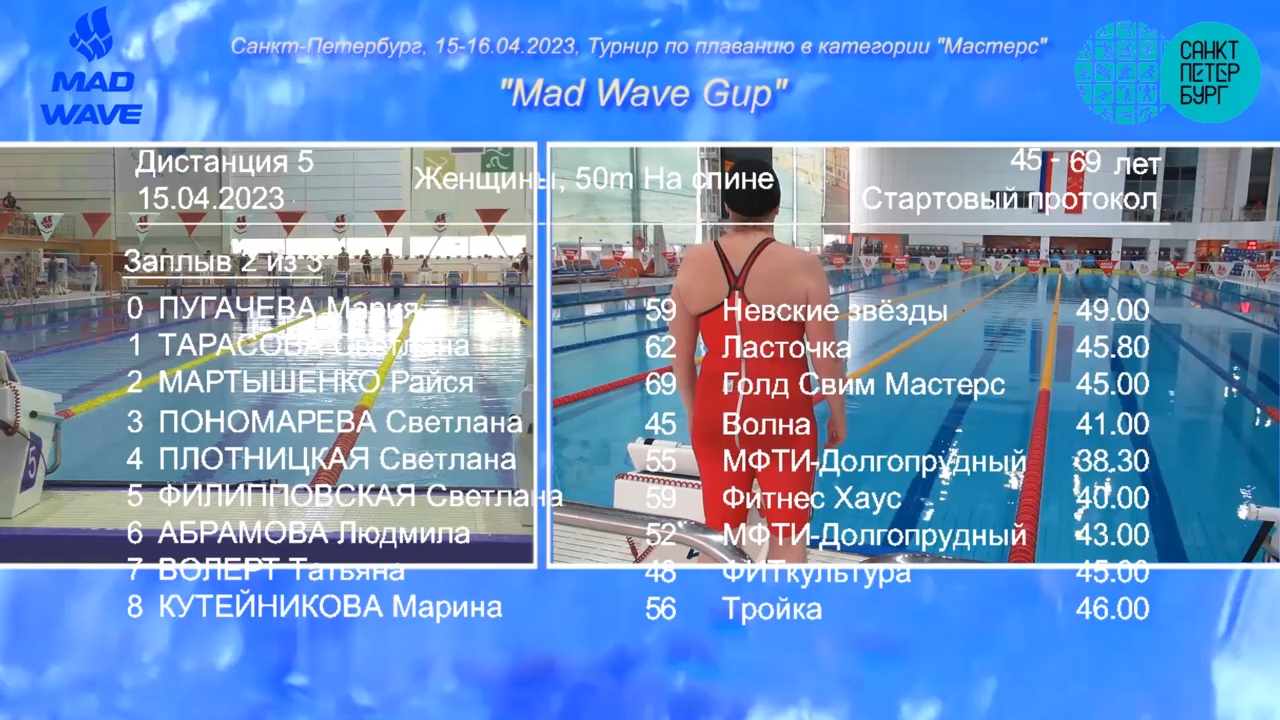 MAD
WAVE
Санкт-Петербург, 15-16.04.2023, Турнир по плаванию в категории "Мастерс"
"Mad Wave Gup"
САНКТ
ПЕТЕР
БУРГ
Дистанция 5
15.04.2023
Женщины, 50m На спине
45 - 69 лет
Стартовый протокол
Заплыв 2 из 3
0 ПУГАЧЕВА Мария 59 Невские звёзды 49.00
1 ТАРАСОВА Светлана 62 Ласточка 45.80
2 МАРТЫШЕНКО Райся 69 Голд Свим Мастерс 45.00
3 ПОНОМАРЕВА Светлана 45 Волна 41.00
4 ПЛОТНИЦКАЯ Светлана 55 МФТИ-Долгопрудный 38.30
5 ФИЛИППОВСКАЯ Светлана 59 Фитнес Хаус 40.00
6 АБРАМОВА Людмила 52 МФТИ-Долгопрудный 43.00
7 ВОЛЕРТ Татьяна 48 ФИТкультура 45.00
8 КУТЕЙНИКОВА Марина 56 Тройка 46.00
5